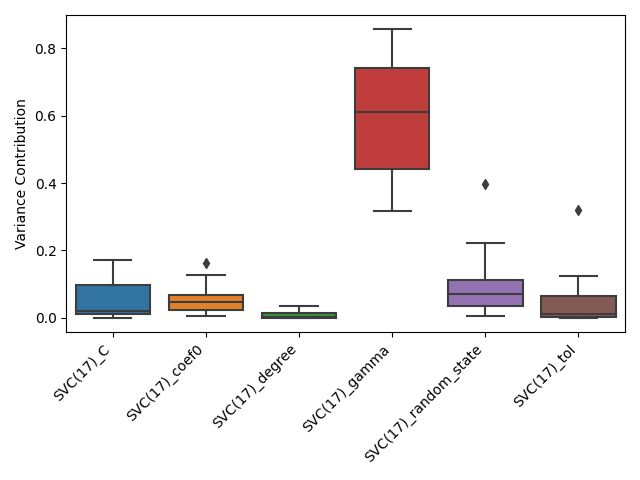 Variance Contribution
0.8
0.6
0.4
0.2
0.0
SVC(17)_C
SVC(17)_coef0
SVC(17)_degree
SVC(17)_gamma
SVC(17)_random_state
SVC(17)_tol